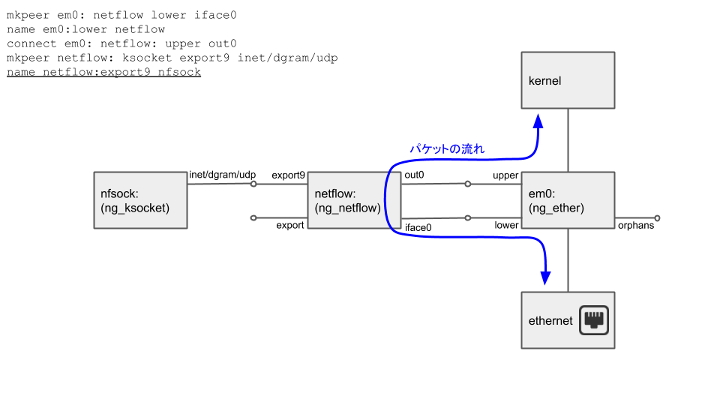 mkpeer em0: netflow lower iface0
name em0:lower netflow
connect em0: netflow: upper out0
mkpeer netflow: ksocket export9 inet/dgram/udp
name netflow:export9 nfsock
kernel
パケットの流れ
inet/dgram/udp
export9
out0
upper
nfsock:
(ng_ksocket)
netflow:
(ng_netflow)
em0:
(ng_ether)
export
iface0
lower
orphans
ethernet